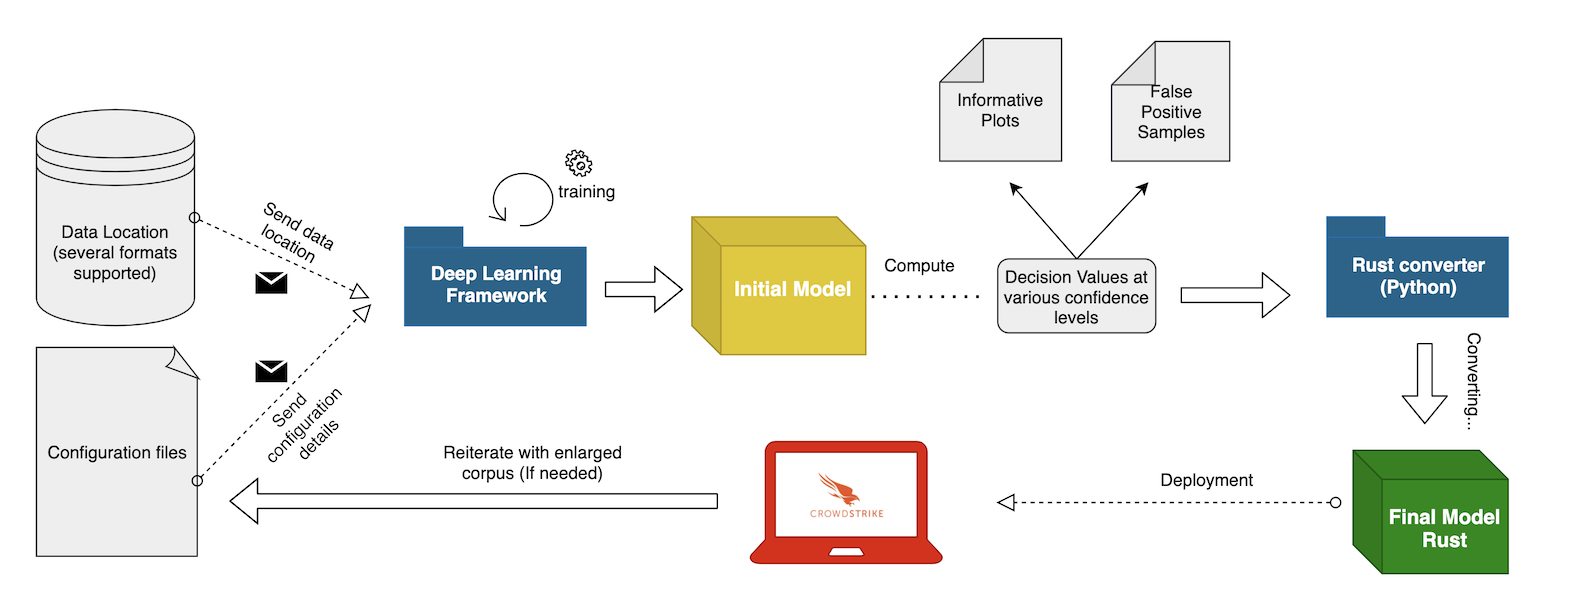 Data Location
(several formats
supported)
Send data
location
training
Deep Learning
Framework
Initial Model
Compute
Informative
Plots
False
Positive
Samples
Decision Values at
various confidence
levels
Rust converter
(Python)
Converting...
Final Model
Rust
Deployment
CROWDSTRIKE
Reiterate with enlarged
corpus (If needed)
Send
configuration
details
Configuration files